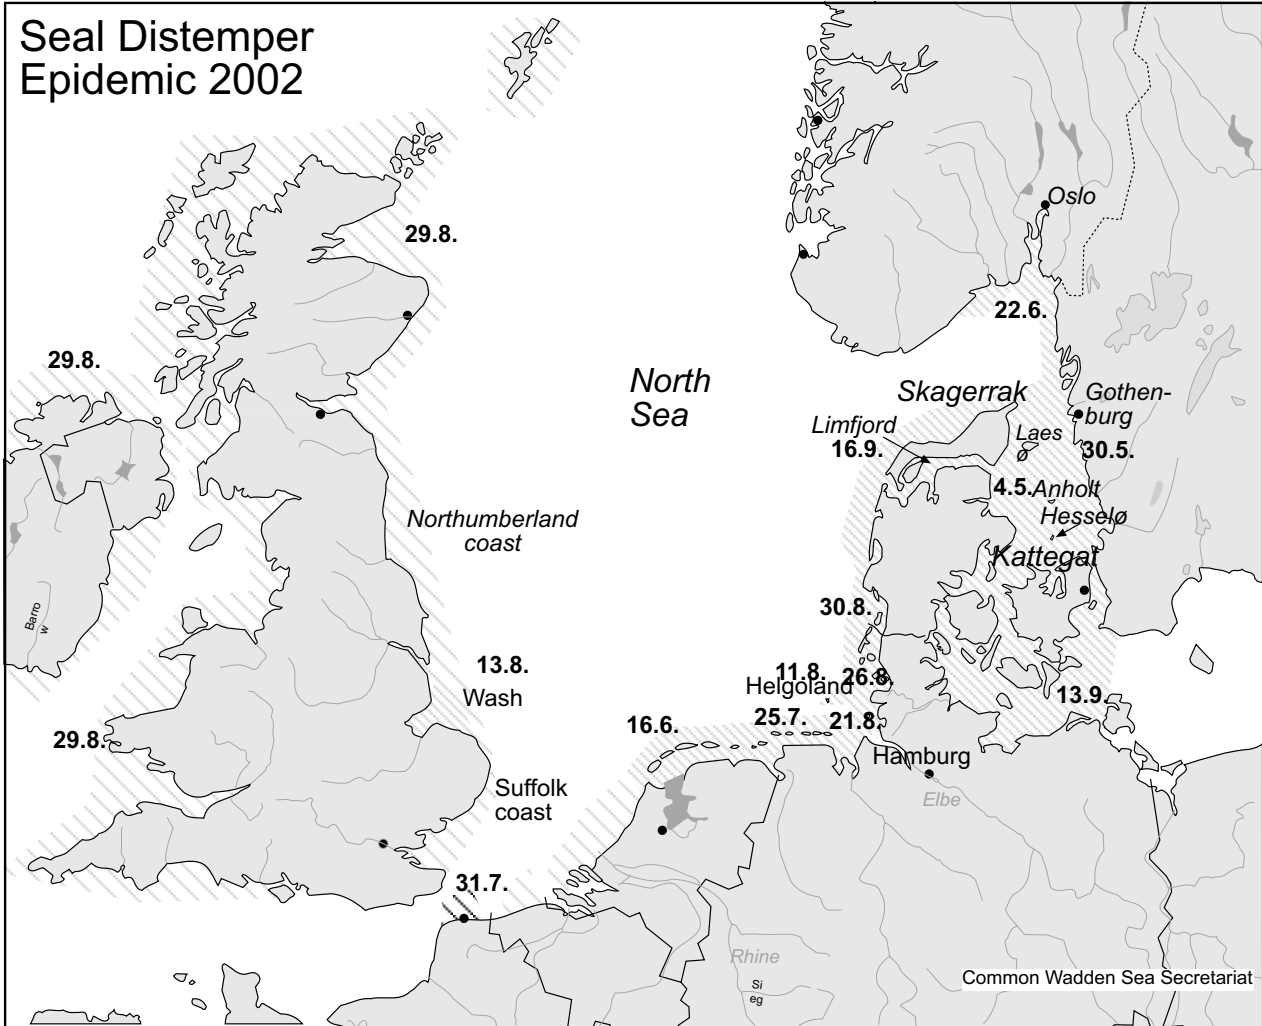 Seal Distemper
Epidemic 2002
Oslo
29.8.
22.6.
29.8.
North
Sea
Skagerrak
Gothen-
burg
Limfjord
16.9.
Laes
ø
30.5.
4.5. Anholt
Hesselø
Northumberland
coast
Kattegat
30.8.
Barro
w
13.8.
Wash
11.8.
26.8.
Helgoland
13.9.
29.8.
16.6.
25.7.
21.8.
Hamburg
Suffolk
coast
Elbe
31.7.
Rhine
Si
eg
Common Wadden Sea Secretariat